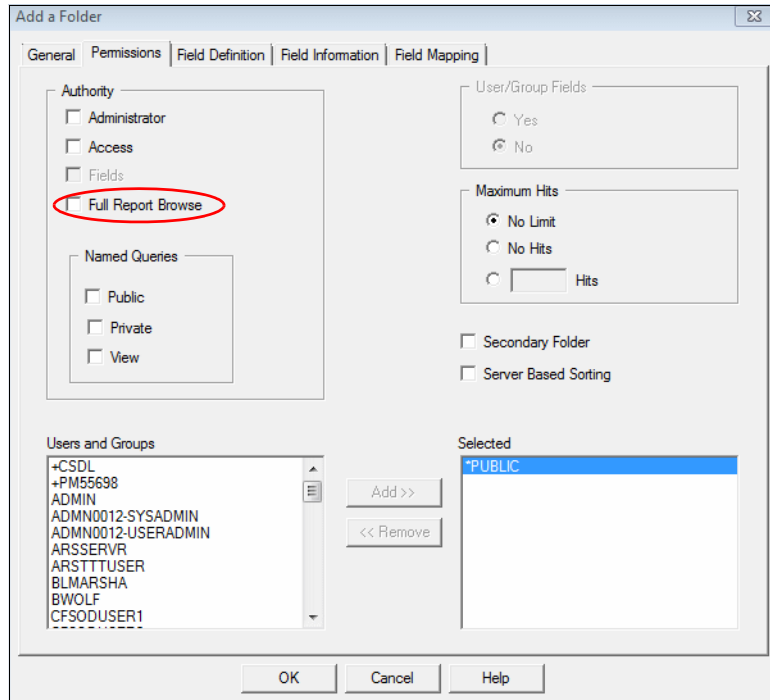 Add a Folder
General Permissions Field Definition Field Information Field Mapping
Authority
Administrator
Access
Fields
Full Report Browse
Named Queries
Public
Private
View
User/Group Fields
Yes
No
Maximum Hits
No Limit
No Hits
Hits
Secondary Folder
Server Based Sorting
Users and Groups
+CSDL
+PM55698
ADMIN
ADMN0012-SYSADMIN
ADMN0012-USERADMIN
ARSSERVR
ARSTTTUSER
BLMARSHA
BWOLF
CFSODUSER1
Add >>
<< Remove
Selected
*PUBLIC
OK Cancel Help